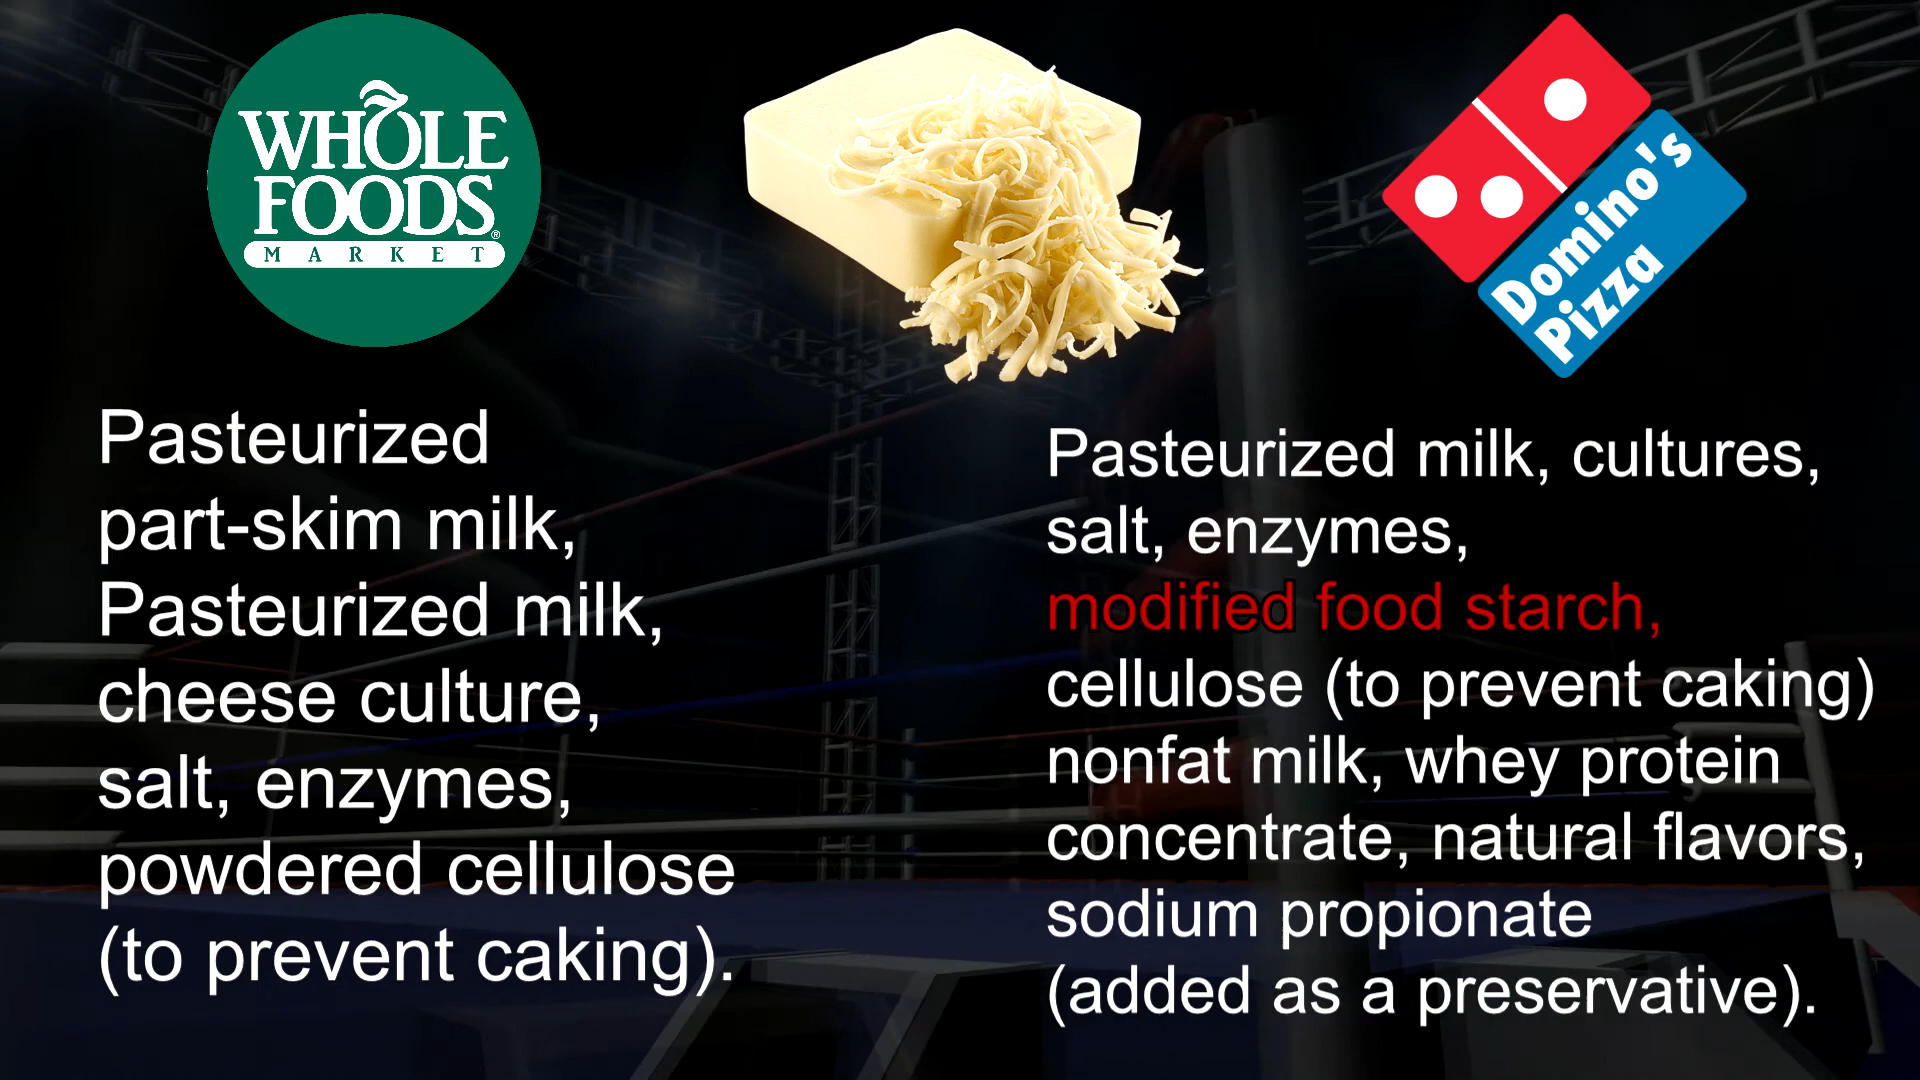 WHOLE
FOODS
MARKET
Pasteurized
part-skim milk,
Pasteurized milk,
cheese culture,
salt, enzymes,
powdered cellulose
(to prevent caking).
Domino's
Pizza
Pasteurized milk, cultures,
salt, enzymes,
modified food starch,
cellulose (to prevent caking)
nonfat milk, whey protein
concentrate, natural flavors,
sodium propionate
(added as a preservative).